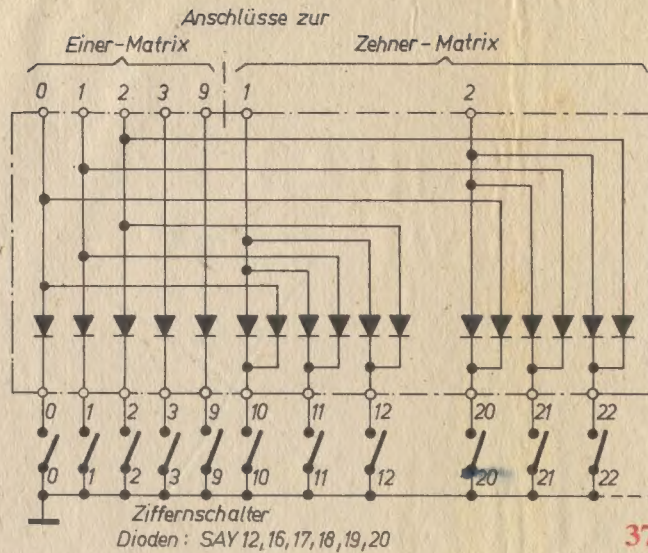 Anschlüsse zur
Einer-Matrix Zehner-Matrix
0 1 2 3 9 1 2
0 1 2 3 9 10 11 12 20 21 22
0 1 2 3 9 10 11 12 20 21 22
Ziffernschalter
Dioden: SAY 12,16,17,18,19,20
37